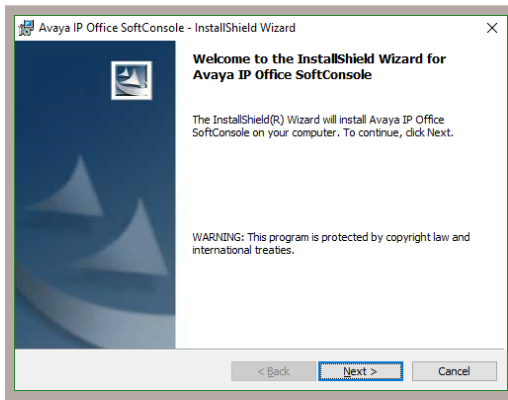 Avaya IP Office SoftConsole - InstallShield Wizard
Welcome to the InstallShield Wizard for
Avaya IP Office SoftConsole
The InstallShield(R) Wizard will install Avaya IP Office
SoftConsole on your computer. To continue, click Next.
WARNING: This program is protected by copyright law and
international treaties.
< Back
Next >
Cancel